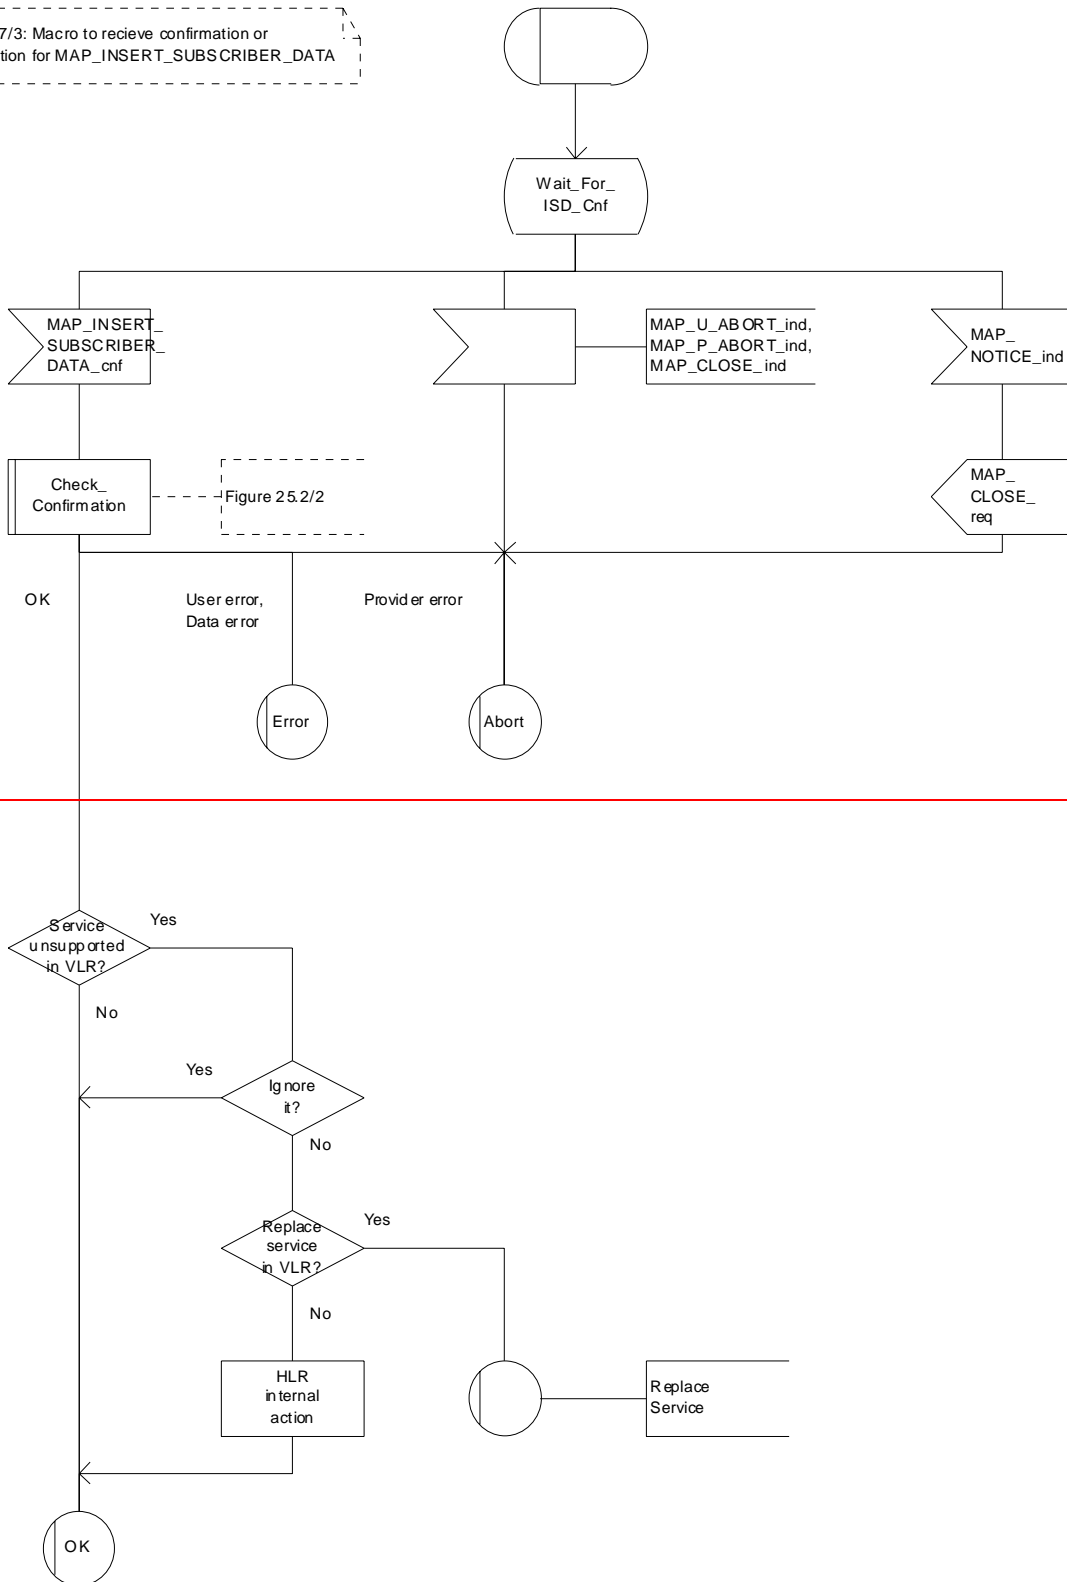 7/3: Macro to recieve confirmation or
tion for MAP_INSERT_SUBSCRIBER_DATA
Wait_For_
ISD_Cnf
MAP_INSERT_
SUBSCRIBER_
DATA_cnf
MAP_U_ABORT_ind,
MAP_P_ABORT_ind,
MAP_CLOSE_ind
MAP_
NOTICE_ind
Check_
Confirmation
Figure 25.2/2
MAP_
CLOSE_
req
OK
User error,
Data error
Provider error
Error
Abort
Service
unsupported
in VLR?
Yes
No
Yes
Ignore
it?
No
Replace
service
in VLR?
Yes
No
HLR
internal
action
Replace
Service
OK